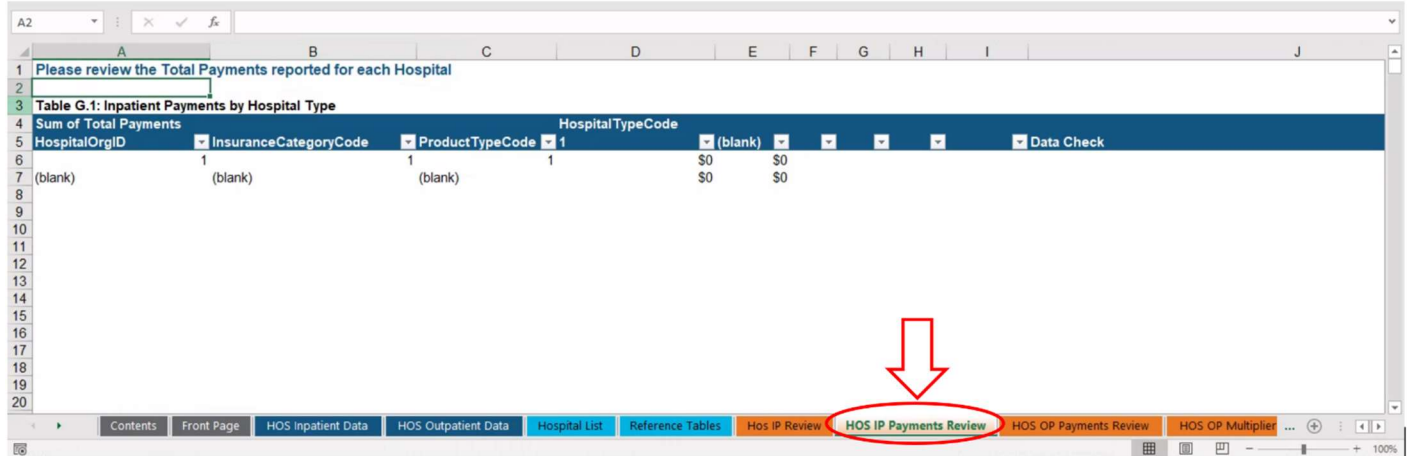 A2 fx
A B C D E F G H I J
1 Please review the Total Payments reported for each Hospital
2
3 Table G.1: Inpatient Payments by Hospital Type
4 Sum of Total Payments HospitalTypeCode
5 HospitalOrgID InsuranceCategoryCode ProductTypeCode 1 (blank) Data Check
6 1 1 1 $0 $0
7 (blank) (blank) (blank) $0 $0
8
9
10
11
12
13
14
15
16
17
18
19
20
Contents Front Page HOS Inpatient Data HOS Outpatient Data Hospital List Reference Tables Hos IP Review HOS IP Payments Review HOS OP Payments Review HOS OP Multiplier ...
100%